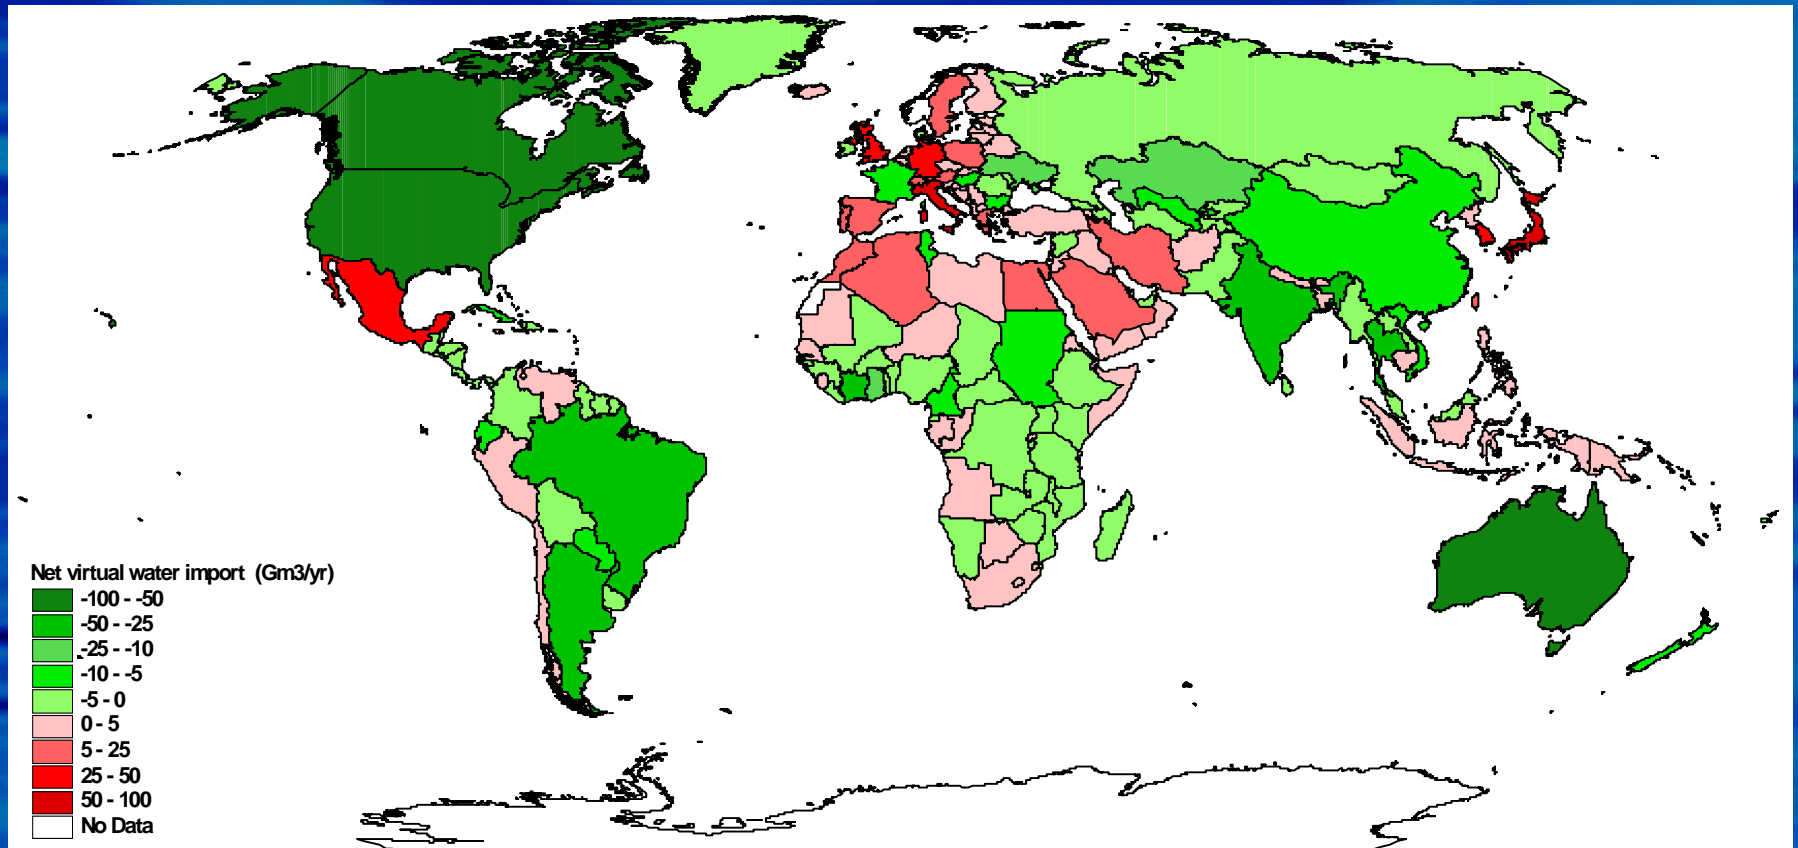 Net virtual water import (Gm3/yr)
-100 - -50
-50 - -25
-25 - -10
-10 - -5
-5 - 0
0 - 5
5 - 25
25 - 50
50 - 100
No Data